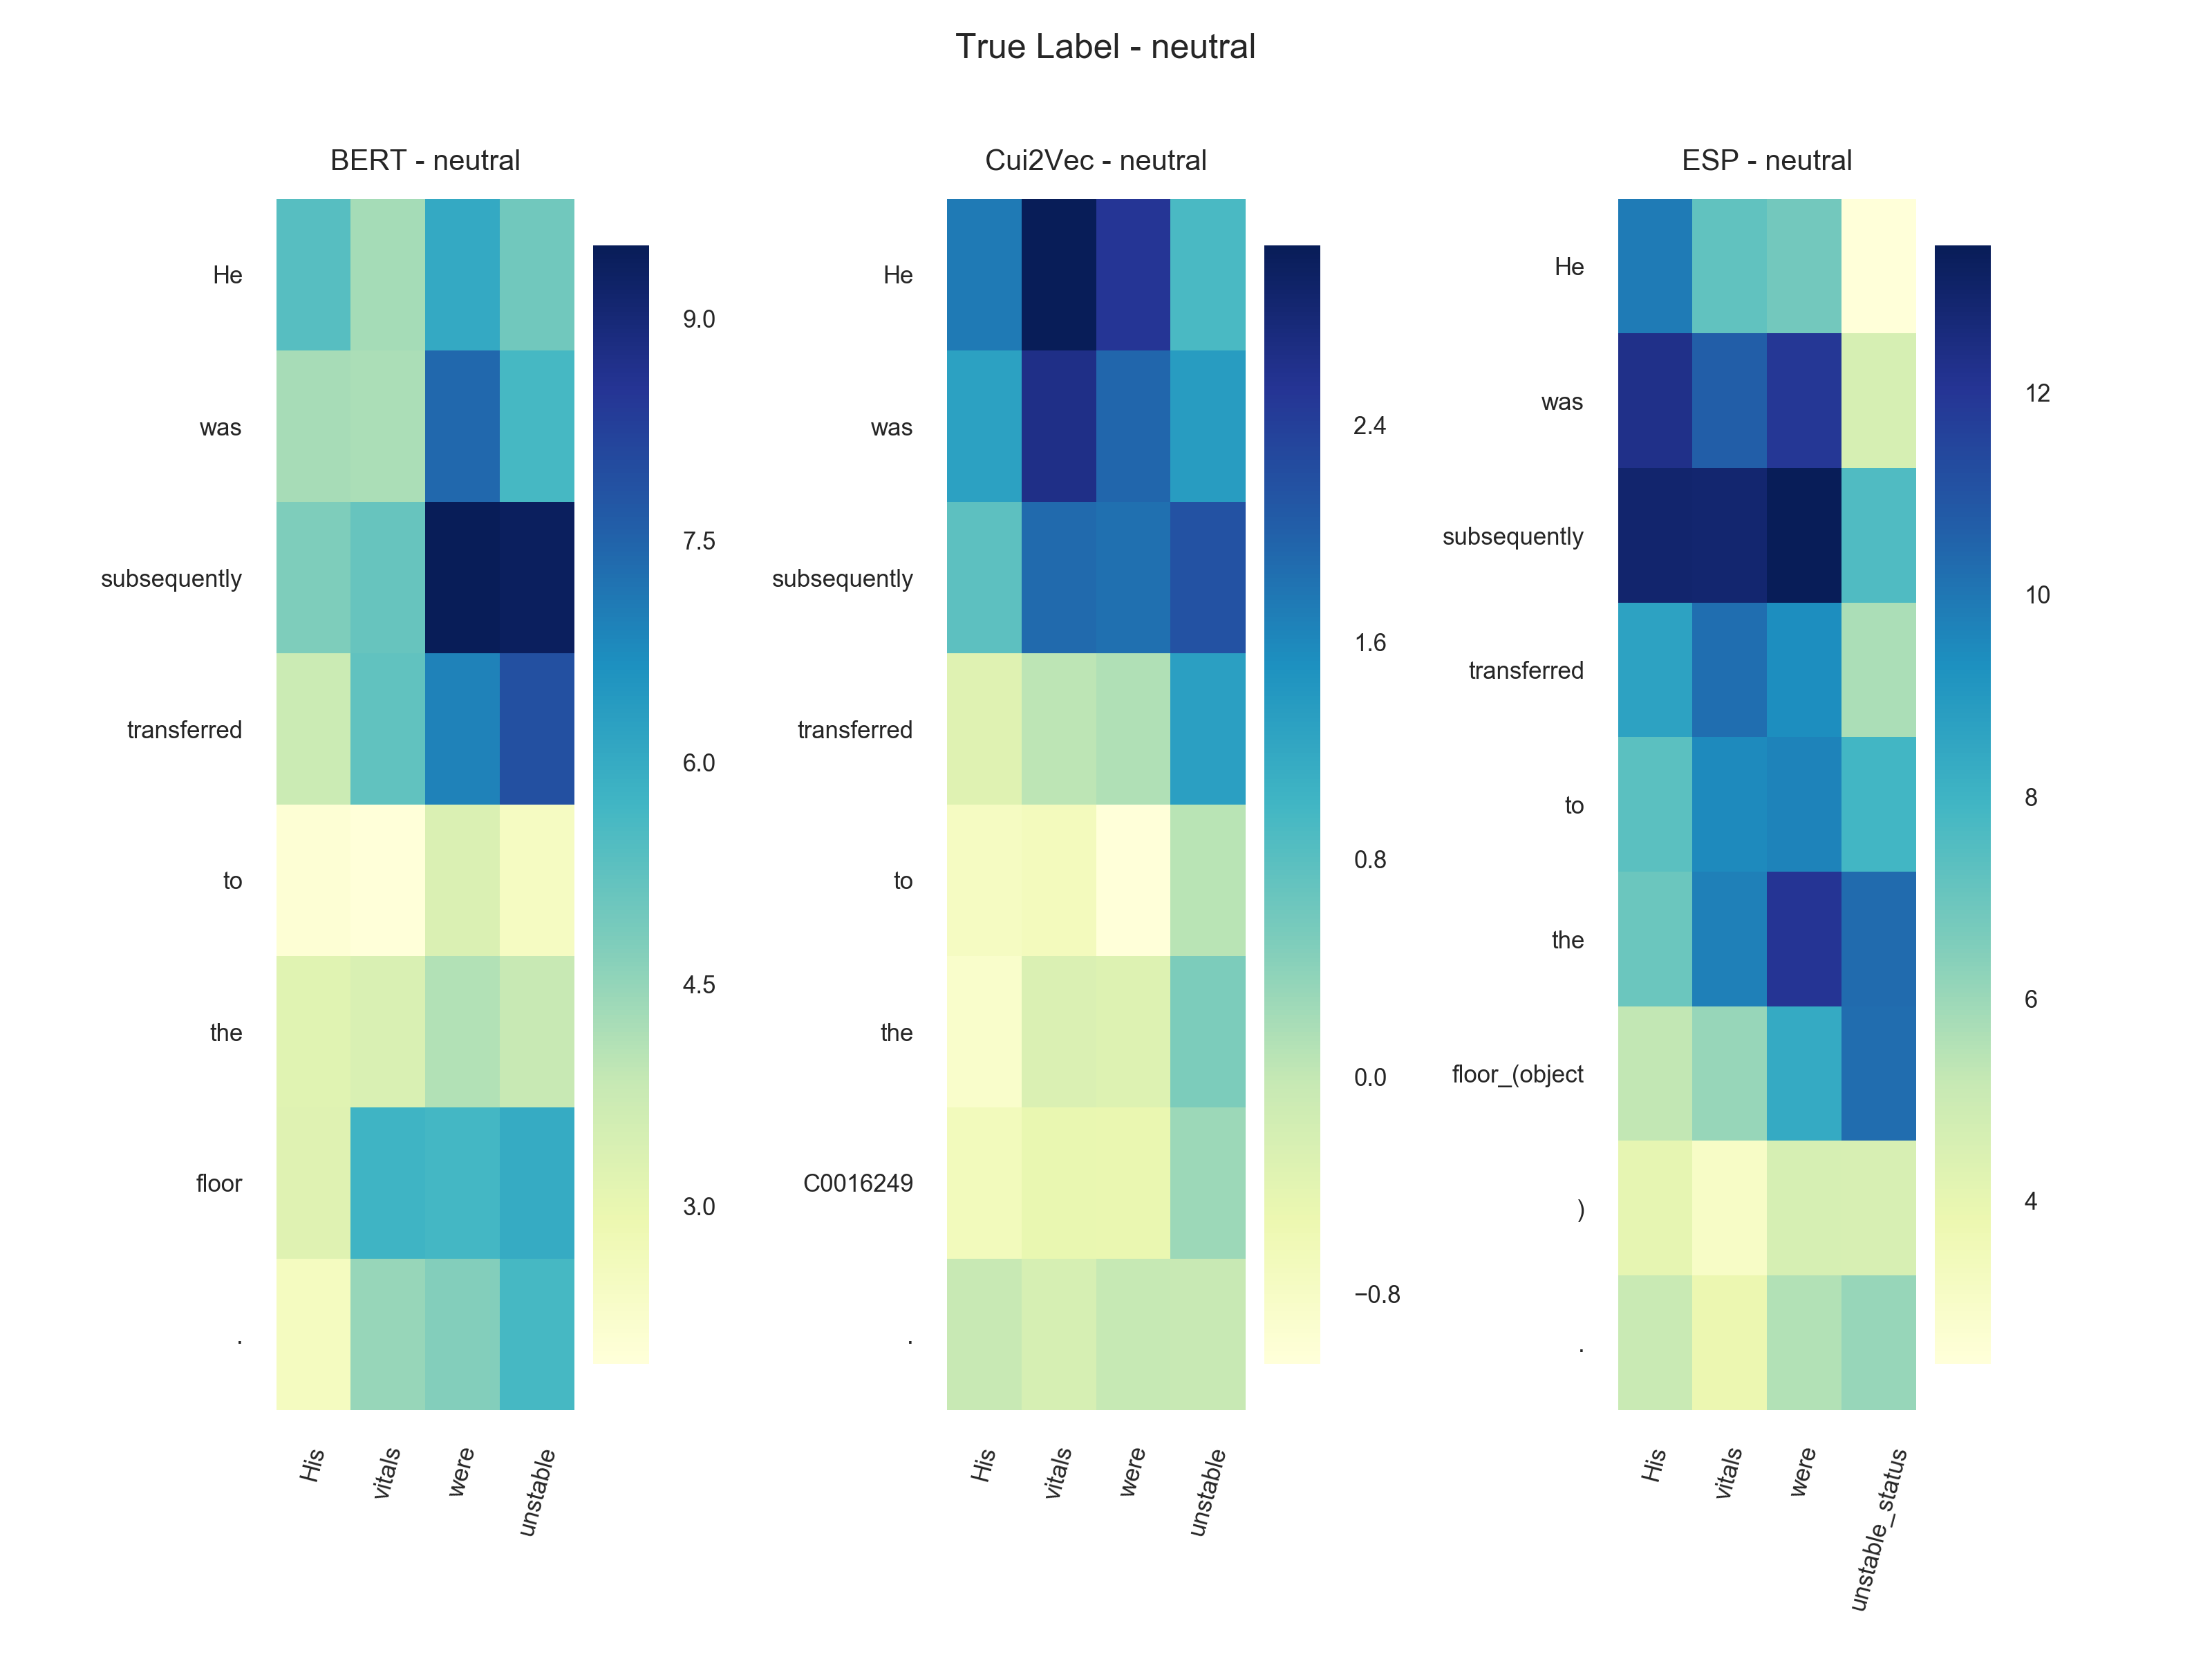 True Label - neutral
BERT - neutral
He
was
subsequently
transferred
to
the
floor
.
His
vitals
were
unstable
9.0
7.5
6.0
4.5
3.0
Cui2Vec - neutral
He
was
subsequently
transferred
to
the
C0016249
.
His
vitals
were
unstable
2.4
1.6
0.8
0.0
−0.8
ESP - neutral
He
was
subsequently
transferred
to
the
floor_(object
)
.
His
vitals
were
unstable_status
12
10
8
6
4